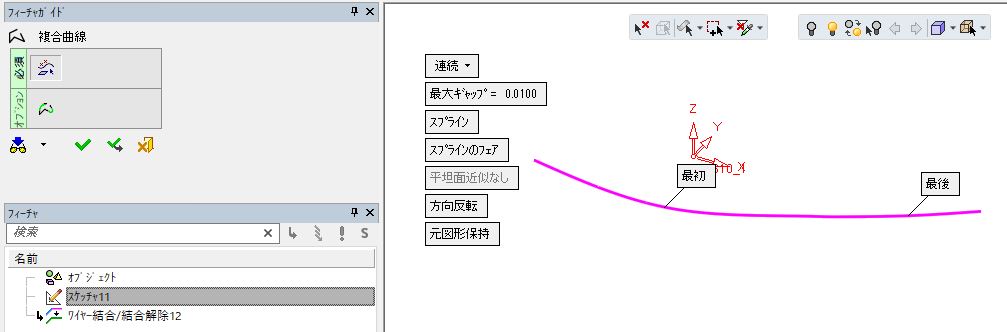 フィーチャガイド
複合曲線
必須
オプション
フィーチャ
検索
S
名前
オブジェクト
スケッチャ11
ワイヤー結合/結合解除12
連続
最大ギャップ= 0.0100
スプライン
スプラインのフェア
平坦面近似なし
方向反転
元図形保持
Z
Y
X
最初
最後